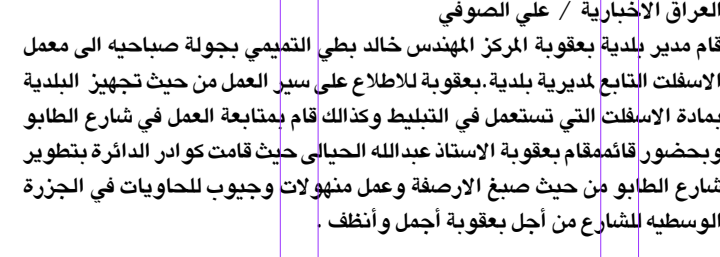 العراق الاخبارية / علي الصوفي
قام مدير بلدية بعقوبة المركز المهندس خالد بطي التميمي بجولة صباحيه الى معمل
الاسفلت التابع لمديرية بلدية.بعقوبة للاطلاع على سير العمل من حيث تجهيز البلدية
بمادة الاسفلت التي تستعمل في التبليط وكذالك قام بمتابعة العمل في شارع الطابو
وبحضور قائممقام بعقوبة الاستاذ عبدالله الحيالى حيث قامت كوادر الدائرة بتطوير
شارع الطابو من حيث صبغ الارصفة وعمل منهولات وجيوب للحاويات في الجزرة
الوسطيه للشارع من أجل بعقوبة أجمل وأنظف .